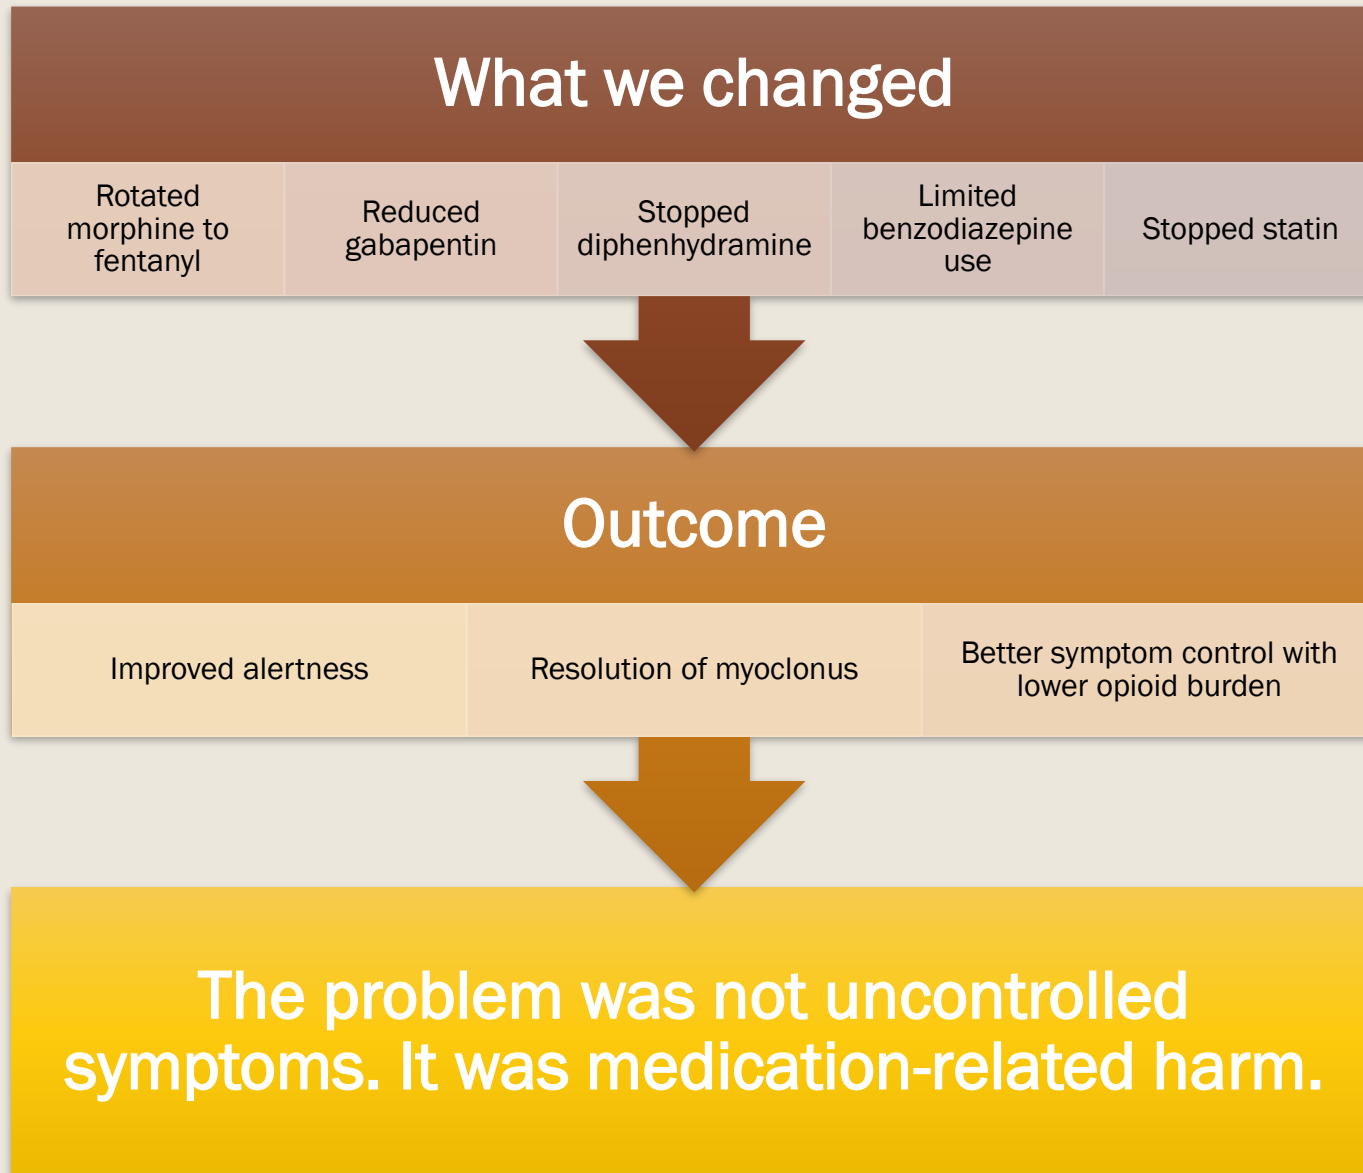 What we changed
Rotated
morphine to
fentanyl
Reduced
gabapentin
Stopped
diphenhydramine
Limited
benzodiazepine
use
Stopped statin
Outcome
Improved alertness
Resolution of myoclonus
Better symptom control with
lower opioid burden
The problem was not uncontrolled
symptoms. It was medication-related harm.